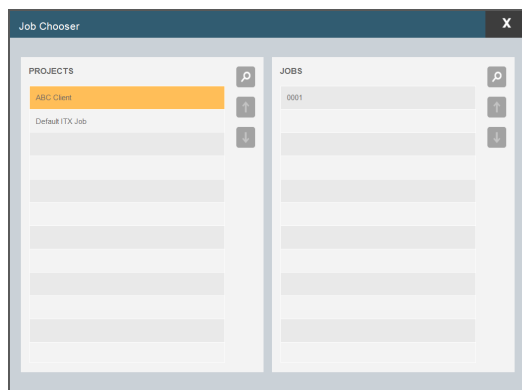 Job Chooser X
PROJECTS
ABC Client
Default ITX Job
JOBS
0001